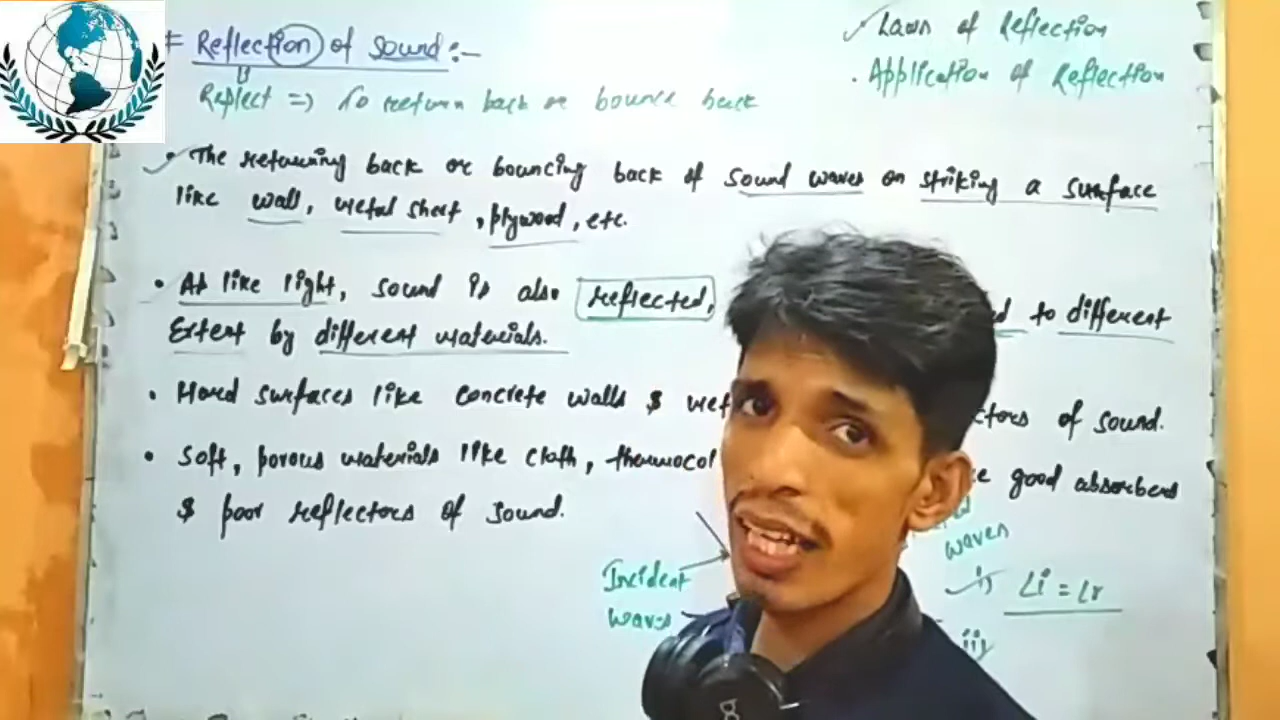 # Reflection of Sound :-
Reflect => To return back or bounce back
✓ Laws of Reflection
. Application of Reflection
The returning back or bouncing back of sound waves on striking a surface
like wall, metal sheet, plywood, etc.
• As like light, sound is also reflected, to different
Extent by different materials.
• Hard surfaces like concrete walls & of sound.
• Soft, porous materials like cloth, thermocol good absorbers
& poor reflectors of sound.
Incident
waves
waves
i) ∠i = ∠r
ii)